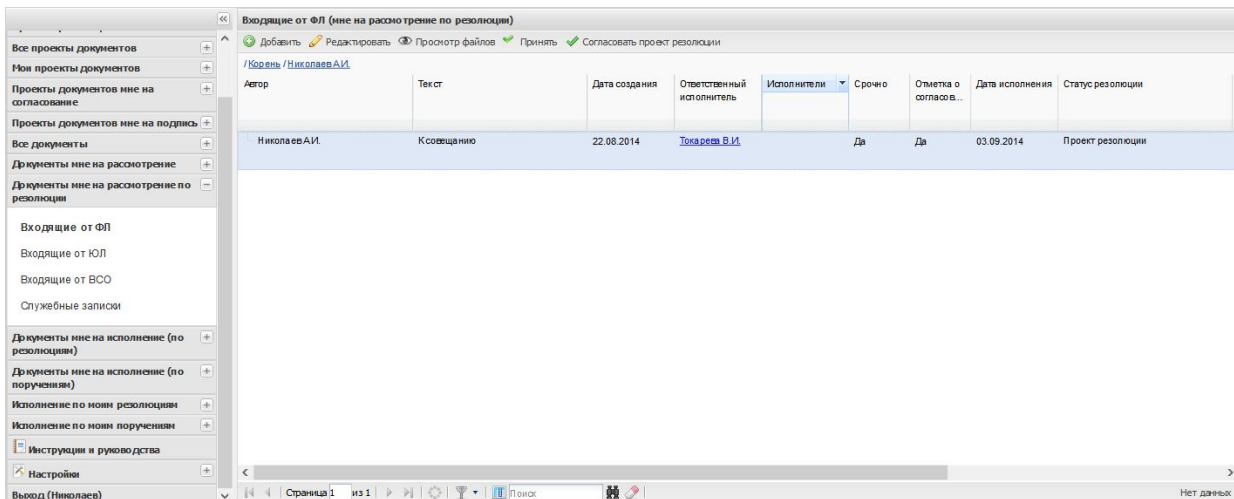 Входящие от ФЛ (мне на рассмотрение по резолюции)
Добавить Редактировать Просмотр файлов Принять Согласовать проект резолюции
/Корень /Николаев А.И.
Автор Текст Дата создания Ответственный исполнитель Исполнители Срочно Отметка о согласов... Дата исполнения Статус резолюции
Николаев А.И. К совещанию 22.08.2014 Токарева В.И. Да Да 03.09.2014 Проект резолюции
Все проекты документов
Мои проекты документов
Проекты документов мне на
согласование
Проекты документов мне на подпись
Все документы
Документы мне на рассмотрение
Документы мне на рассмотрение по
резолюции
Входящие от ФЛ
Входящие от ЮЛ
Входящие от ВСО
Служебные записки
Документы мне на исполнение (по
резолюциям)
Документы мне на исполнение (по
поручениям)
Исполнение по моим резолюциям
Исполнение по моим поручениям
Инструкции и руководства
Настройки
Выход (Николаев)
Страница 1 из 1 Поиск Нет данных